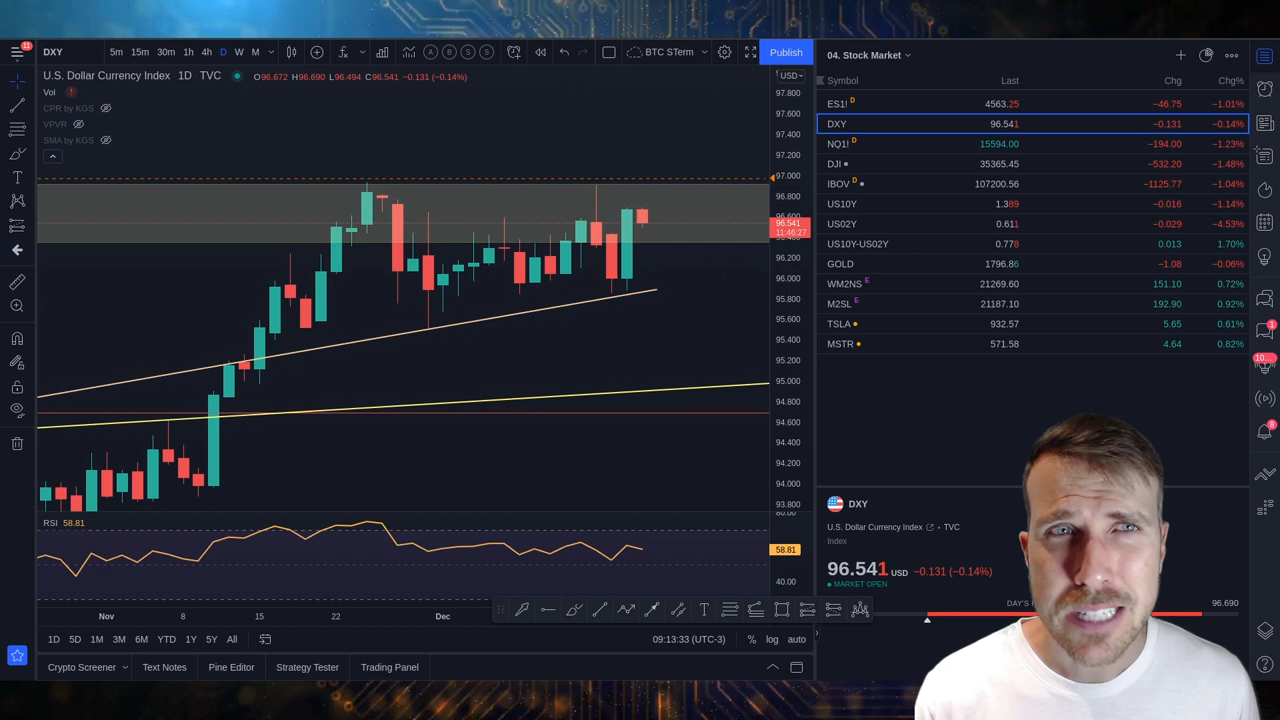 11
DXY 5m 15m 30m 1h 4h D W M A B S S BTC STerm Publish
U.S. Dollar Currency Index 1D TVC O96.672 H96.690 L96.494 C96.541 −0.131 (−0.14%) USD
Vol !
CPR by KGS
VPVR
SMA by KGS
97.800
97.600
97.400
97.200
97.000
96.800
96.600
96.541
11:46:27
96.200
96.000
95.800
95.600
95.400
95.200
95.000
94.800
94.600
94.400
94.200
94.000
93.800
RSI 58.81
80.00
58.81
40.00
Nov 8 15 22 Dec
1D 5D 1M 3M 6M YTD 1Y 5Y All 09:13:33 (UTC-3) % log auto
Crypto Screener Text Notes Pine Editor Strategy Tester Trading Panel
04. Stock Market
Symbol Last Chg Chg%
ES1! D 4563.25 −46.75 −1.01%
DXY 96.541 −0.131 −0.14%
NQ1! D 15594.00 −194.00 −1.23%
DJI 35365.45 −532.20 −1.48%
IBOV D 107200.56 −1125.77 −1.04%
US10Y 1.389 −0.016 −1.14%
US02Y 0.611 −0.029 −4.53%
US10Y-US02Y 0.778 0.013 1.70%
GOLD 1796.86 −1.08 −0.06%
WM2NS E 21269.60 151.10 0.72%
M2SL E 21187.10 192.90 0.92%
TSLA 932.57 5.65 0.61%
MSTR 571.58 4.64 0.82%
DXY
U.S. Dollar Currency Index TVC
Index
96.541 USD −0.131 (−0.14%)
MARKET OPEN
96.690
1
10...
8